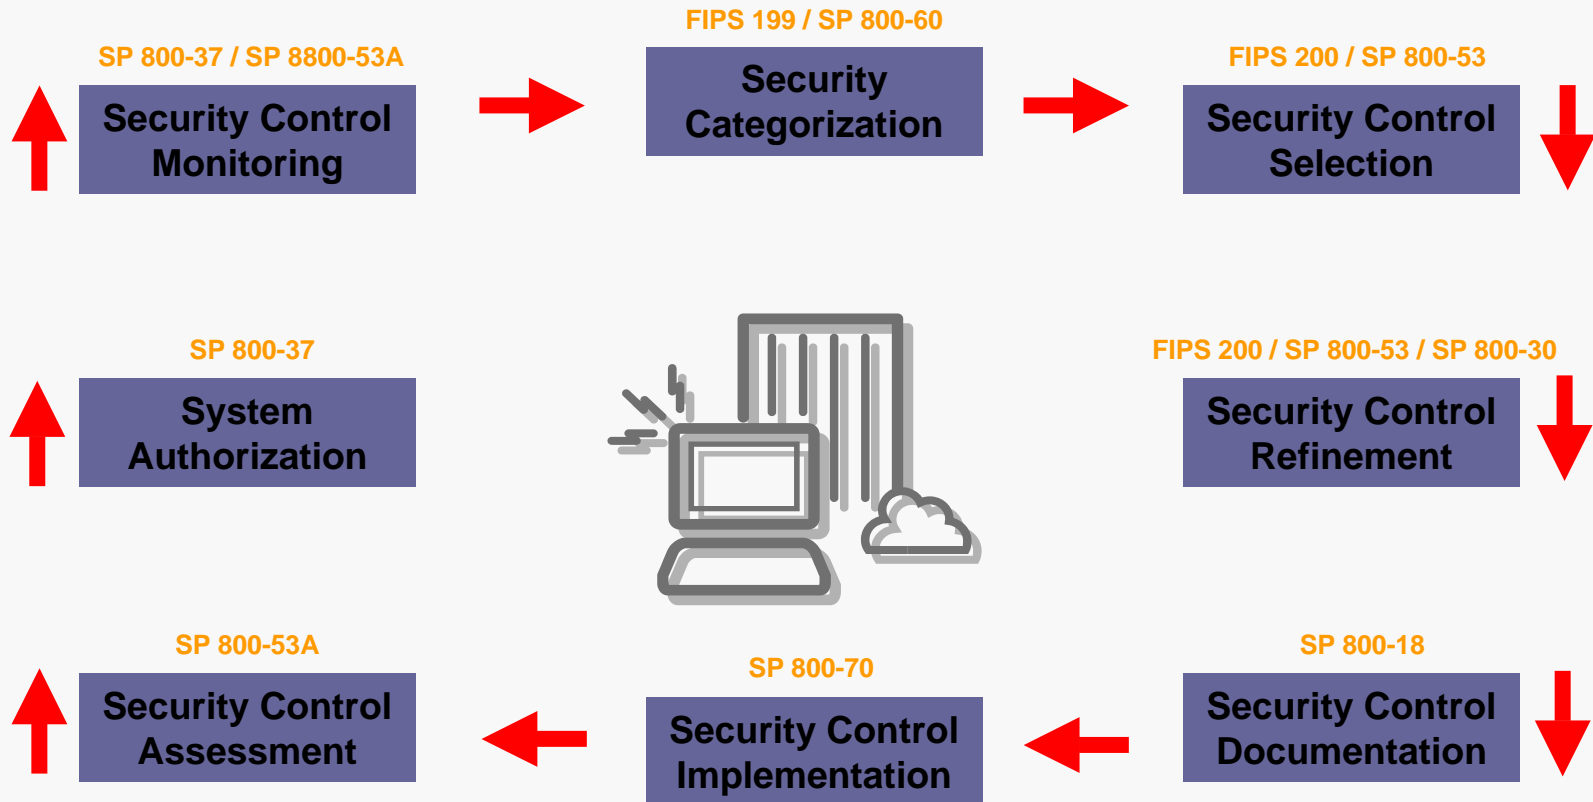 FIPS 199 / SP 800-60
Security
Categorization
FIPS 200 / SP 800-53
Security Control
Selection
FIPS 200 / SP 800-53 / SP 800-30
Security Control
Refinement
SP 800-18
Security Control
Documentation
SP 800-70
Security Control
Implementation
SP 800-53A
Security Control
Assessment
SP 800-37
System
Authorization
SP 800-37 / SP 8800-53A
Security Control
Monitoring